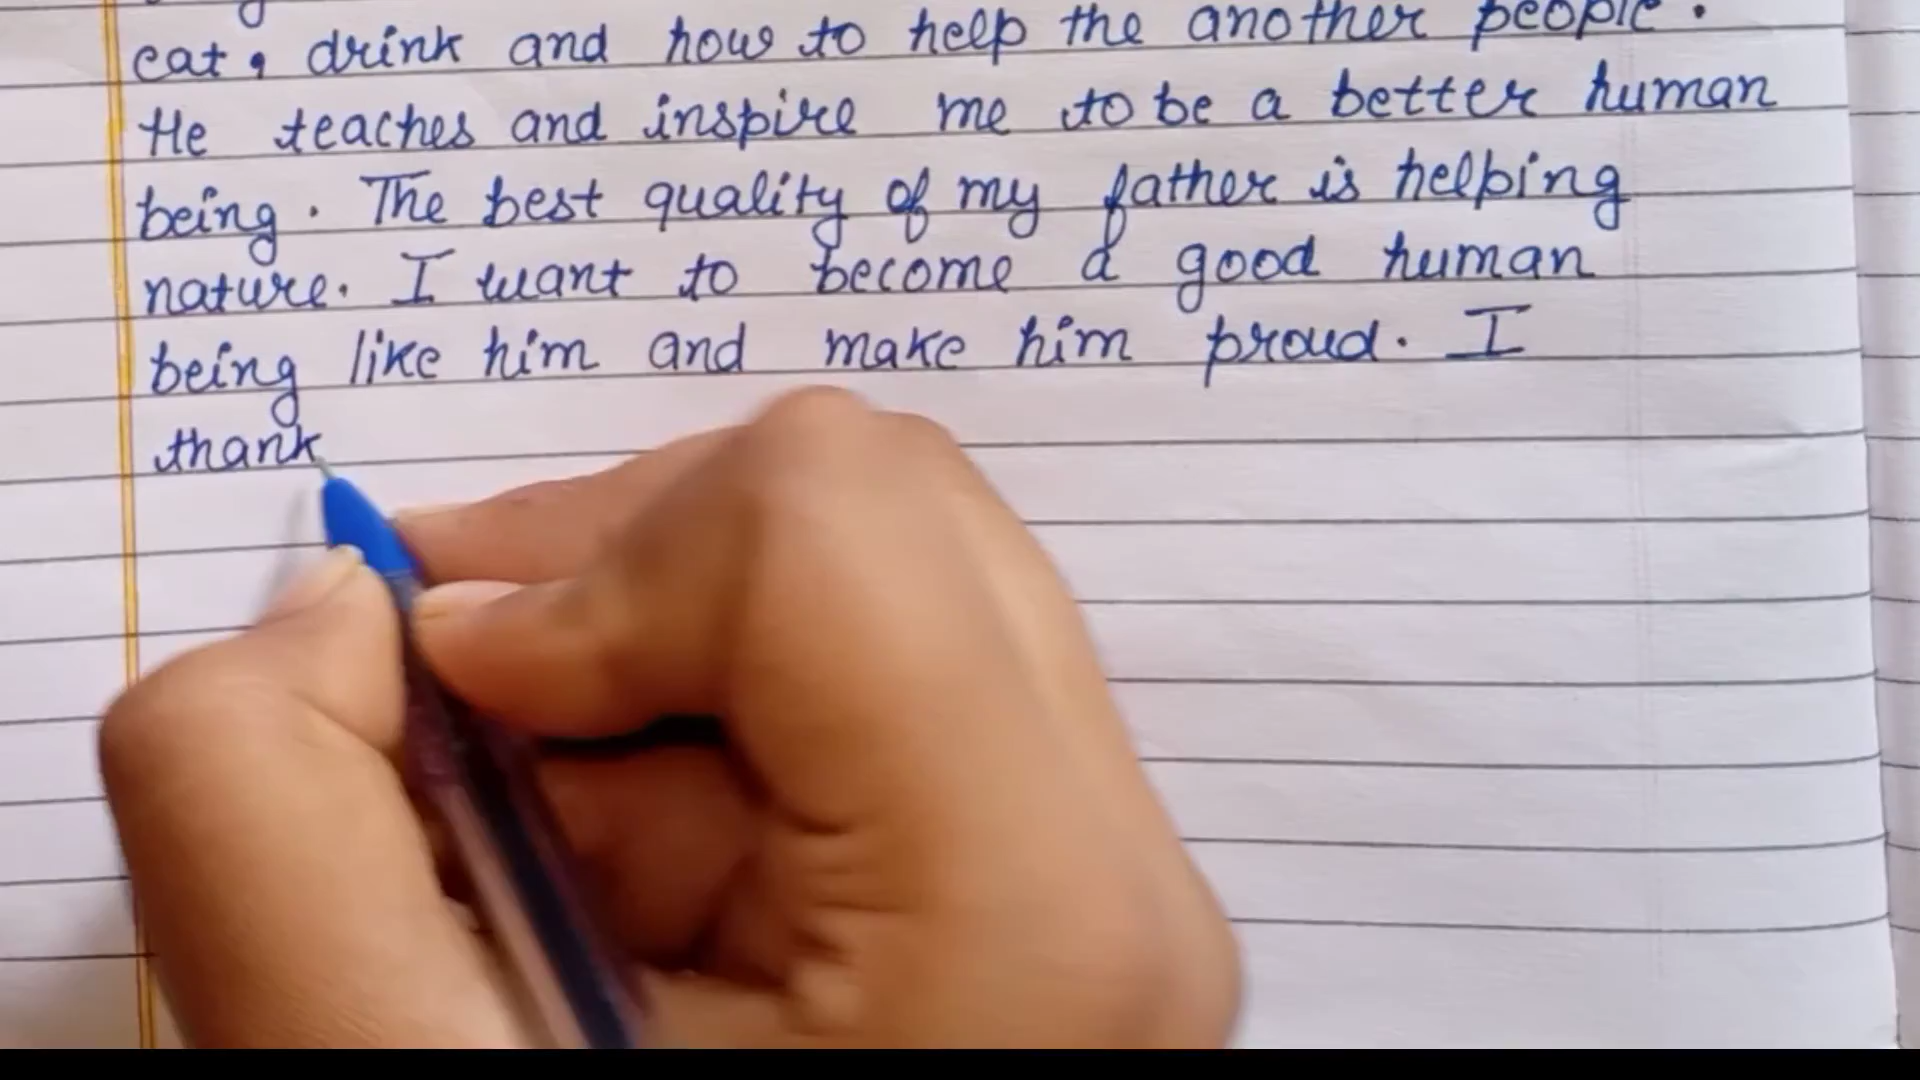 eat, drink and how to help the another people.
He teaches and inspire me to be a better human
being. The best quality of my father is helping
nature. I want to become a good human
being like him and make him proud. I
thank